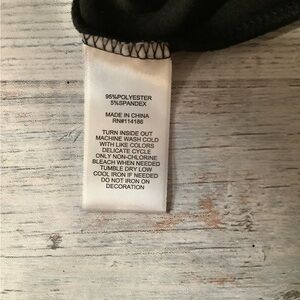 95%POLYESTER
5%SPANDEX
MADE IN CHINA
RN#114186
TURN INSIDE OUT
MACHINE WASH COLD
WITH LIKE COLORS
DELICATE CYCLE
ONLY NON-CHLORINE
BLEACH WHEN NEEDED
TUMBLE DRY LOW
COOL IRON IF NEEDED
DO NOT IRON ON
DECORATION